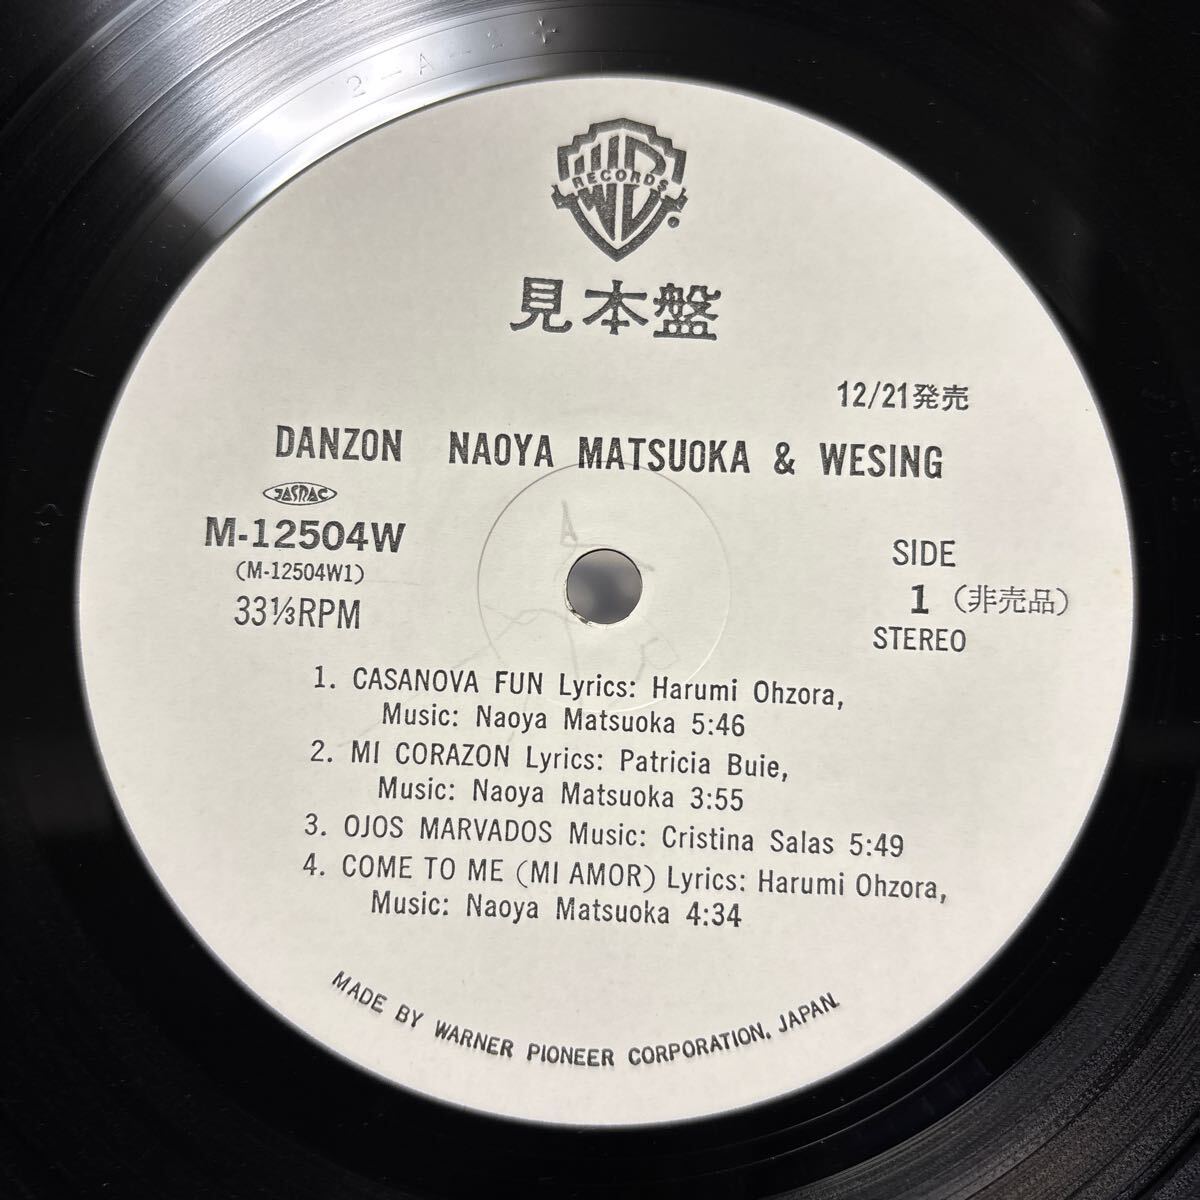 2-A-1 +
WB
RECORDS
見本盤
12/21発売
DANZON NAOYA MATSUOKA & WESING
JASRAC
M-12504W
(M-12504W1)
33⅓RPM
SIDE
1 (非売品)
STEREO
1. CASANOVA FUN Lyrics: Harumi Ohzora,
Music: Naoya Matsuoka 5:46
2. MI CORAZON Lyrics: Patricia Buie,
Music: Naoya Matsuoka 3:55
3. OJOS MARVADOS Music: Cristina Salas 5:49
4. COME TO ME (MI AMOR) Lyrics: Harumi Ohzora,
Music: Naoya Matsuoka 4:34
MADE BY WARNER PIONEER CORPORATION. JAPAN.